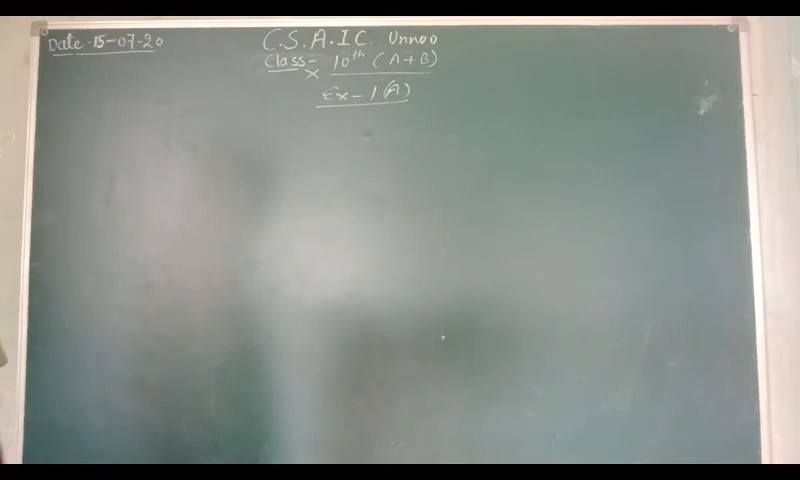 Date-15-07-20
C.S.A.I.C. Unnao
Class- 10th (A+B)
Ex-1(A)